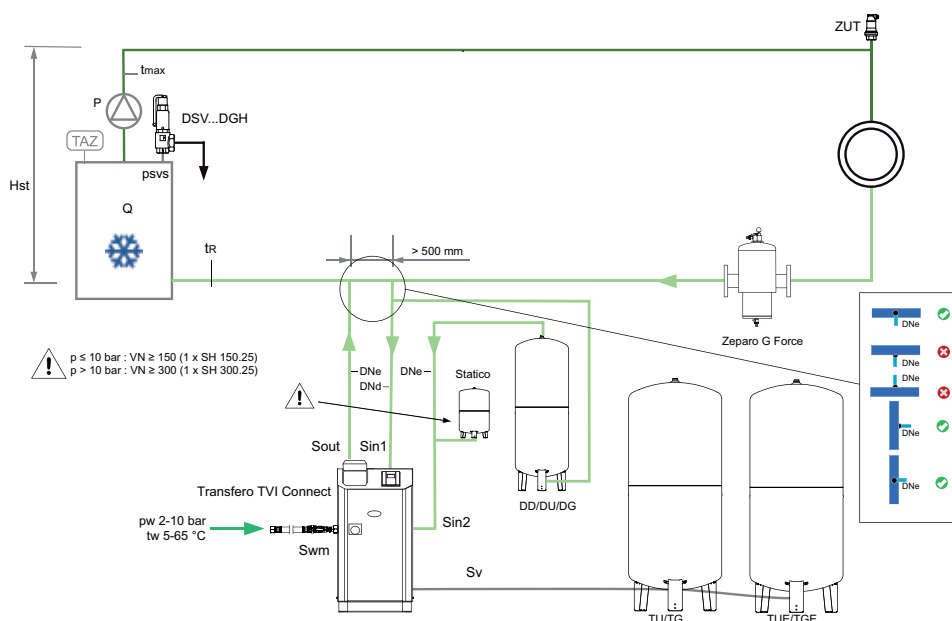 ZUT
tmax
P
DSV...DGH
TAZ
psvs
Hst
Q
tR
> 500 mm
Zeparo G Force
DNe
DNe
DNe
DNe
DNe
p ≤ 10 bar : VN ≥ 150 (1 x SH 150.25)
p > 10 bar : VN ≥ 300 (1 x SH 300.25)
DNe
DNd
DNe
Statico
Sout
Sin1
Transfero TVI Connect
DD/DU/DG
Sin2
pw 2-10 bar
tw 5-65 °C
Swm
Sv
TU/TG
TUE/TGE